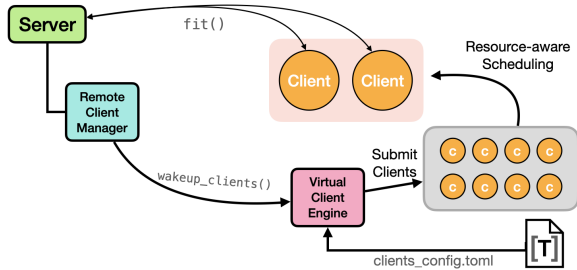 Server
fit()
Resource-aware
Scheduling
Client
Client
Remote
Client
Manager
wakeup_clients()
Submit
Clients
C C C C
C C C C
Virtual
Client
Engine
[T]
clients_config.toml